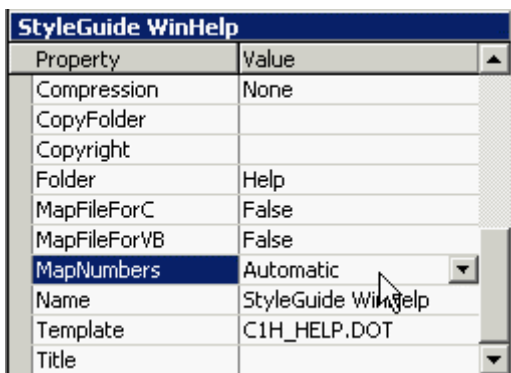 StyleGuide WinHelp
Property Value
Compression None
CopyFolder
Copyright
Folder Help
MapFileForC False
MapFileForVB False
MapNumbers Automatic
Name StyleGuide WinHelp
Template C1H_HELP.DOT
Title